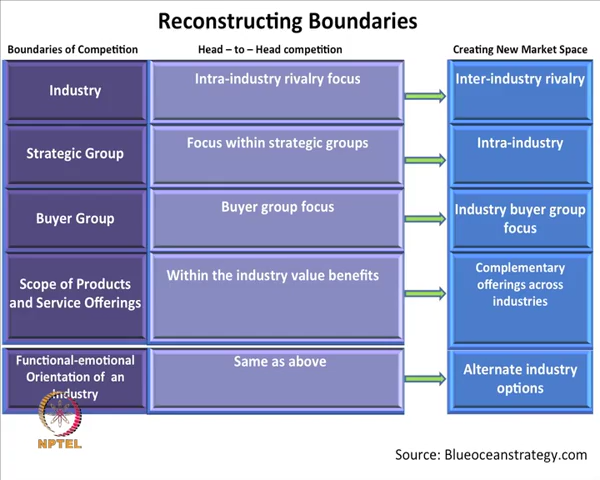 Reconstructing Boundaries
Boundaries of Competition
Head – to – Head competition
Creating New Market Space
Industry
Intra-industry rivalry focus
Inter-industry rivalry
Strategic Group
Focus within strategic groups
Intra-industry
Buyer Group
Buyer group focus
Industry buyer group
focus
Scope of Products
and Service Offerings
Within the industry value benefits
Complementary
offerings across
industries
Functional-emotional
Orientation of an
Industry
Same as above
Alternate industry
options
NPTEL
Source: Blueoceanstrategy.com